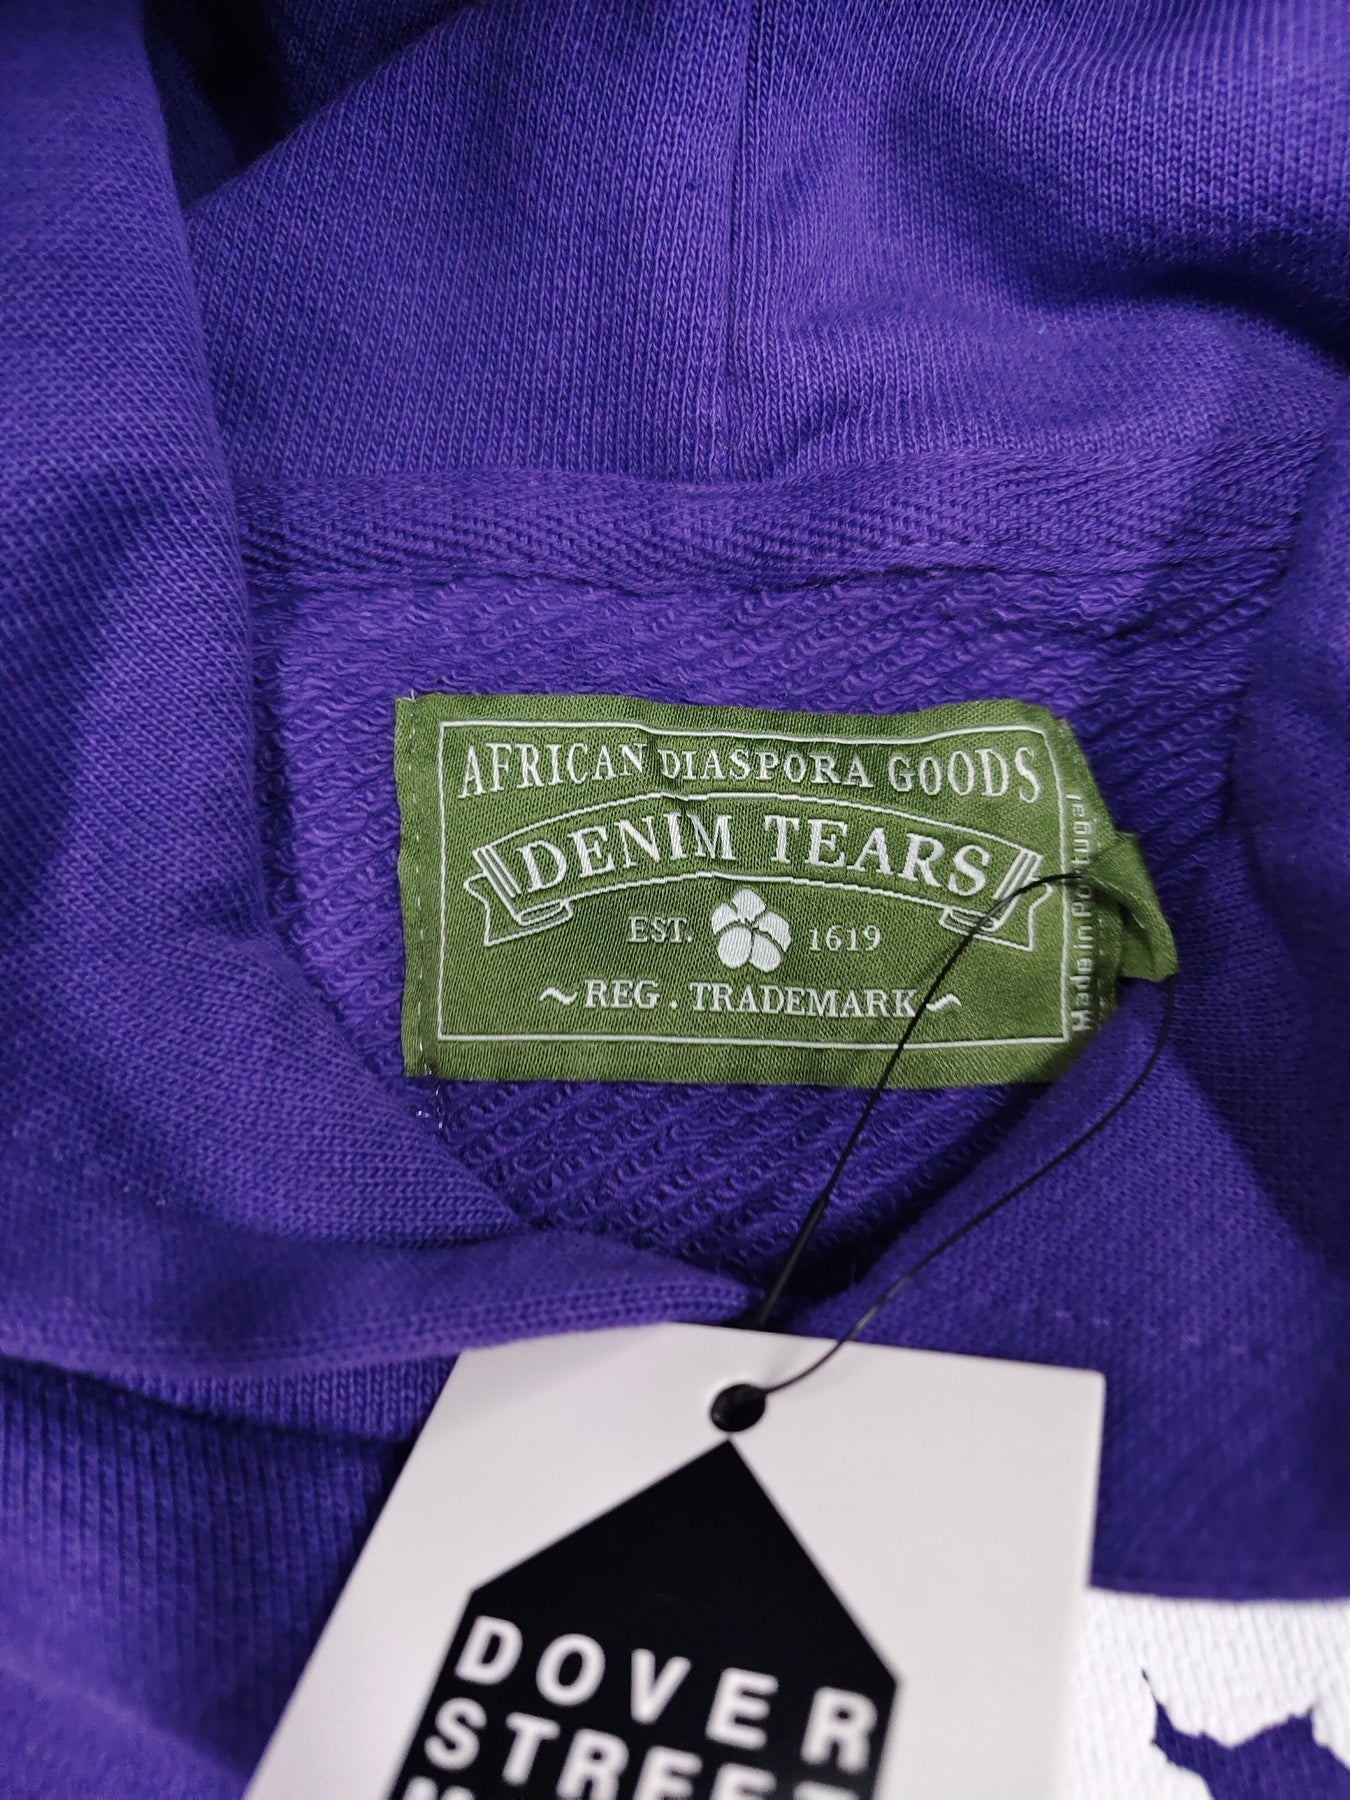 AFRICAN DIASPORA GOODS
DENIM TEARS
EST. 1619
~REG. TRADEMARK~
Made in Portugal
DOVER
STREET